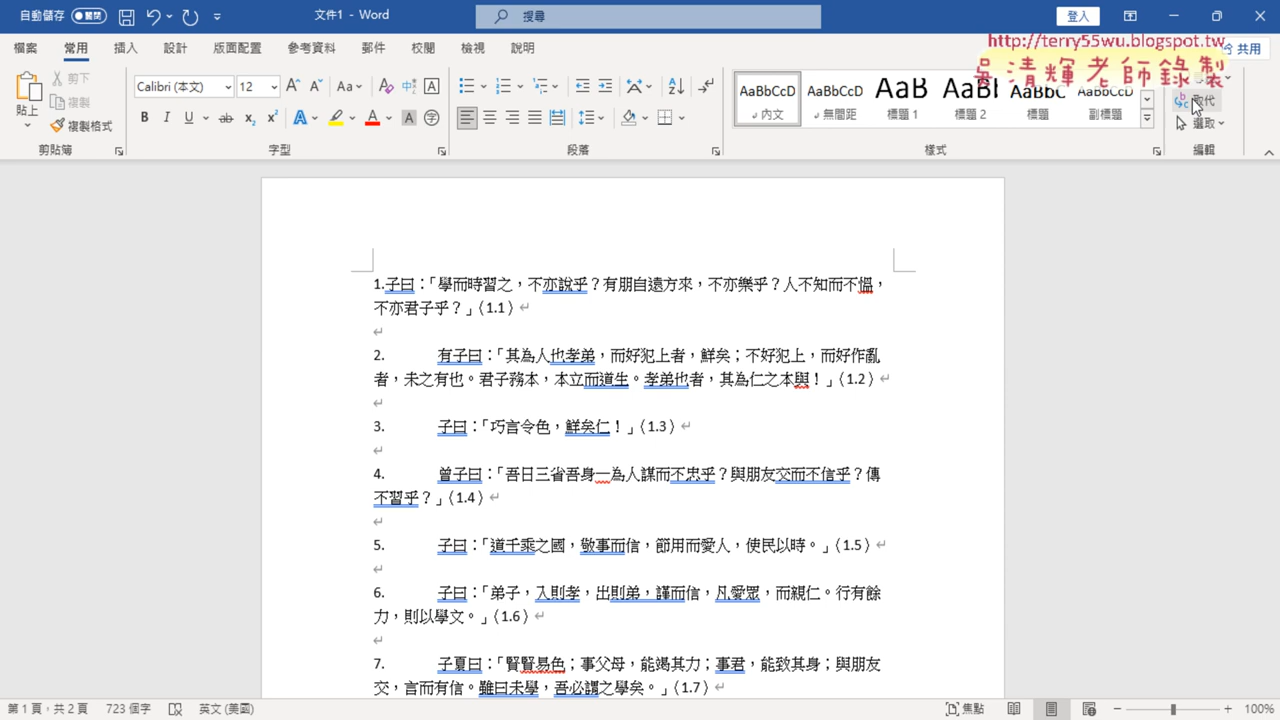 自動儲存 關閉 文件1 - Word 搜尋 登入
http://terry55wu.blogspot.tw
吳清輝老師錄製
檔案 常用 插入 設計 版面配置 參考資料 郵件 校閱 檢視 說明 共用
貼上 剪下 複製 複製格式
Calibri (本文) 12
AaBbCcD AaBbCcD AaB AaBl AaBbC AaBbCcD
內文 無間距 標題 1 標題 2 標題 副標題
取代
選取
剪貼簿 字型 段落 樣式 編輯
1.子曰：「學而時習之，不亦說乎？有朋自遠方來，不亦樂乎？人不知而不慍，
不亦君子乎？」（1.1）
2. 有子曰：「其為人也孝弟，而好犯上者，鮮矣；不好犯上，而好作亂
者，未之有也。君子務本，本立而道生。孝弟也者，其為仁之本與！」（1.2）
3. 子曰：「巧言令色，鮮矣仁！」（1.3）
4. 曾子曰：「吾日三省吾身─為人謀而不忠乎？與朋友交而不信乎？傳
不習乎？」（1.4）
5. 子曰：「道千乘之國，敬事而信，節用而愛人，使民以時。」（1.5）
6. 子曰：「弟子，入則孝，出則弟，謹而信，凡愛眾，而親仁。行有餘
力，則以學文。」（1.6）
7. 子夏曰：「賢賢易色；事父母，能竭其力；事君，能致其身；與朋友
交，言而有信。雖曰未學，吾必謂之學矣。」（1.7）
第 1 頁，共 2 頁 723 個字 英文 (美國) 焦點 100%